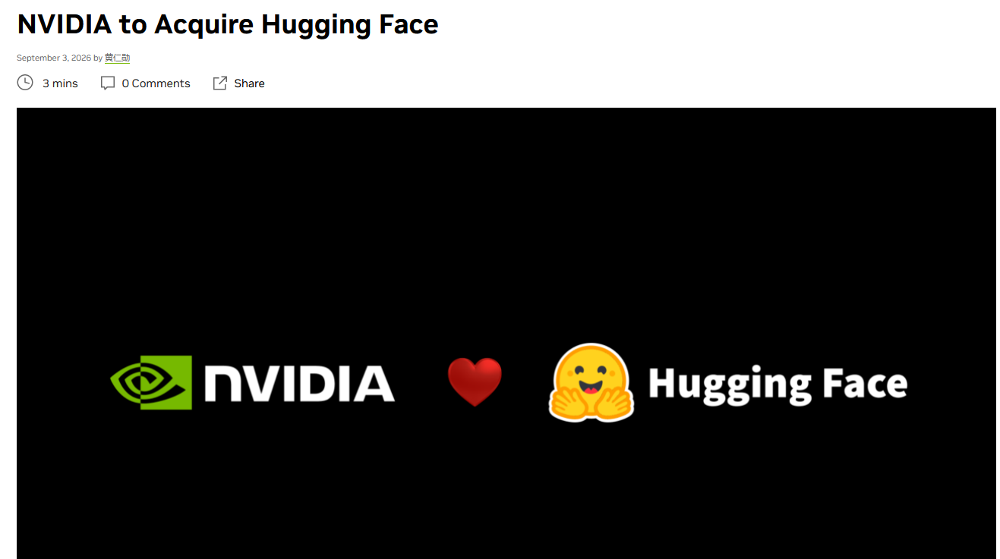 NVIDIA to Acquire Hugging Face
September 3, 2026 by 黄仁勋
3 mins 0 Comments Share
NVIDIA Hugging Face